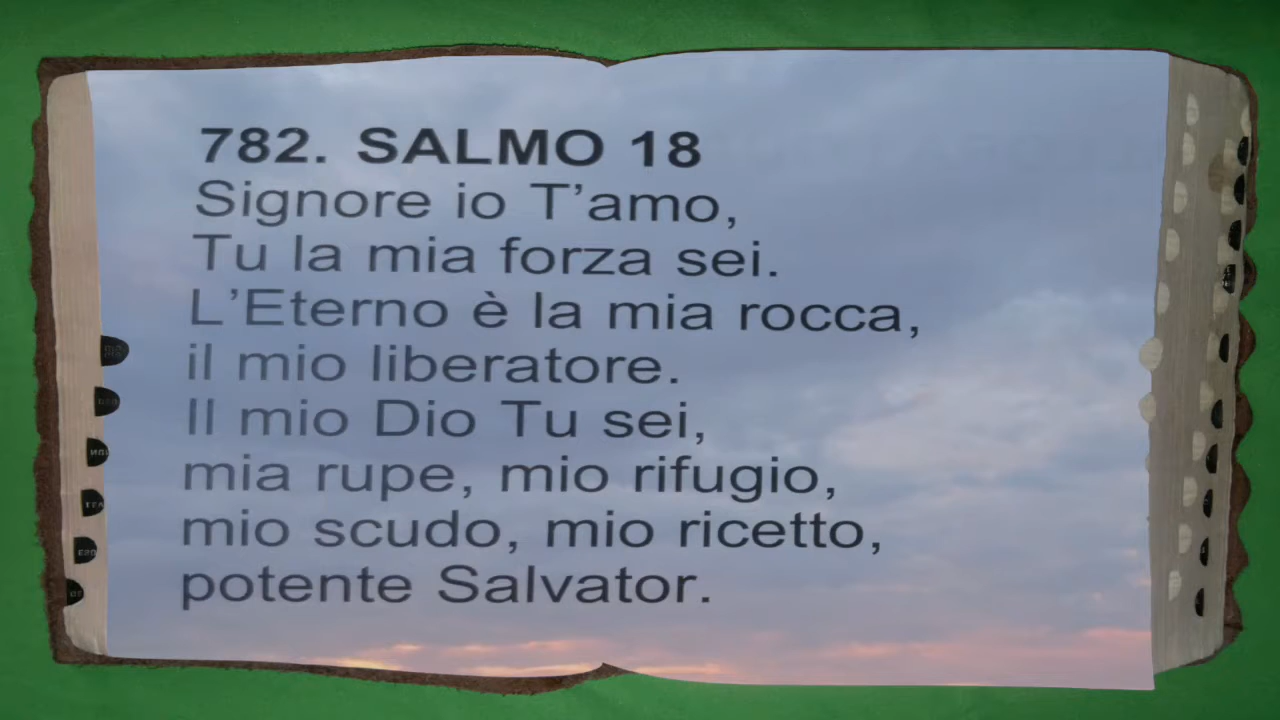 782. SALMO 18
Signore io T’amo,
Tu la mia forza sei.
L’Eterno è la mia rocca,
il mio liberatore.
Il mio Dio Tu sei,
mia rupe, mio rifugio,
mio scudo, mio ricetto,
potente Salvator.